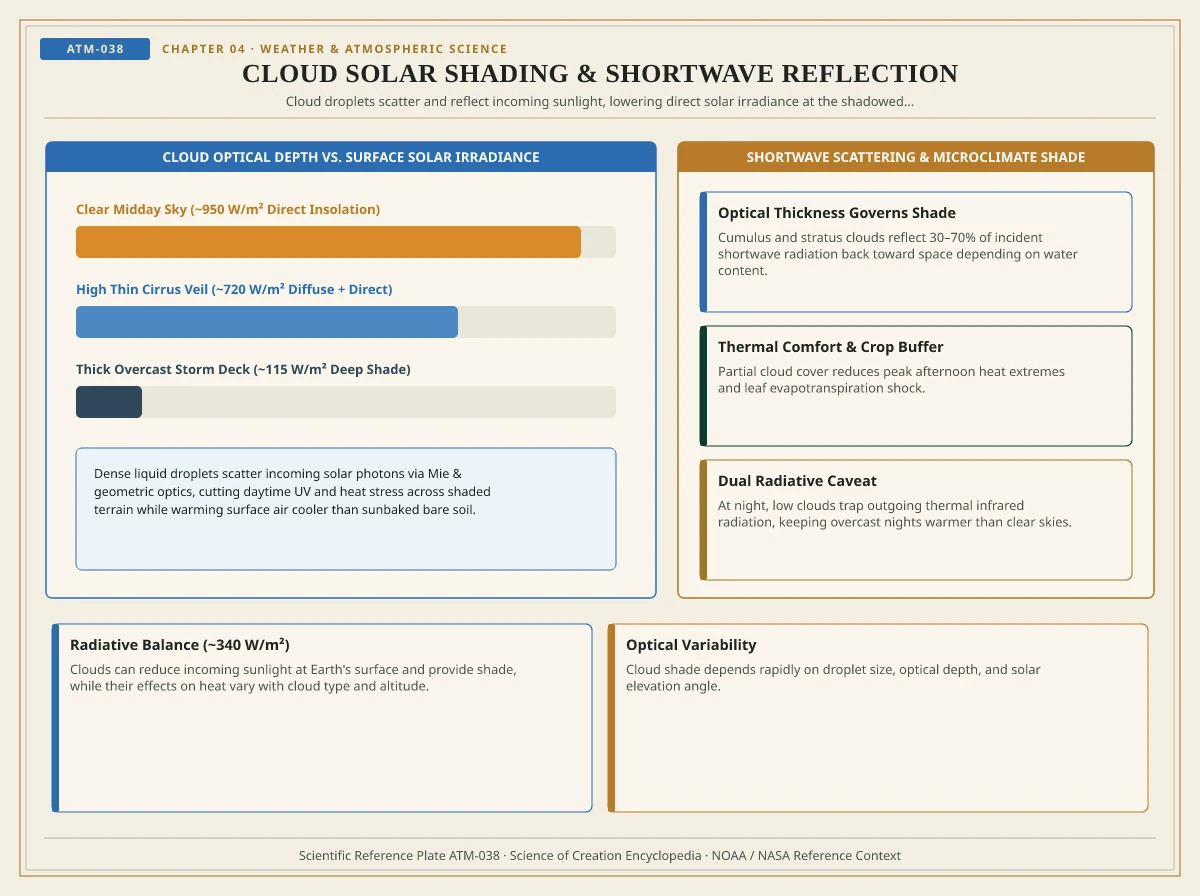 ATM-038
CHAPTER 04 · WEATHER & ATMOSPHERIC SCIENCE
CLOUD SOLAR SHADING & SHORTWAVE REFLECTION
Cloud droplets scatter and reflect incoming sunlight, lowering direct solar irradiance at the shadowed...
CLOUD OPTICAL DEPTH VS. SURFACE SOLAR IRRADIANCE
Clear Midday Sky (~950 W/m² Direct Insolation)
High Thin Cirrus Veil (~720 W/m² Diffuse + Direct)
Thick Overcast Storm Deck (~115 W/m² Deep Shade)
Dense liquid droplets scatter incoming solar photons via Mie &
geometric optics, cutting daytime UV and heat stress across shaded
terrain while warming surface air cooler than sunbaked bare soil.
SHORTWAVE SCATTERING & MICROCLIMATE SHADE
Optical Thickness Governs Shade
Cumulus and stratus clouds reflect 30–70% of incident
shortwave radiation back toward space depending on water
content.
Thermal Comfort & Crop Buffer
Partial cloud cover reduces peak afternoon heat extremes
and leaf evapotranspiration shock.
Dual Radiative Caveat
At night, low clouds trap outgoing thermal infrared
radiation, keeping overcast nights warmer than clear skies.
Radiative Balance (~340 W/m²)
Clouds can reduce incoming sunlight at Earth's surface and provide shade,
while their effects on heat vary with cloud type and altitude.
Optical Variability
Cloud shade depends rapidly on droplet size, optical depth, and solar
elevation angle.
Scientific Reference Plate ATM-038 · Science of Creation Encyclopedia · NOAA / NASA Reference Context